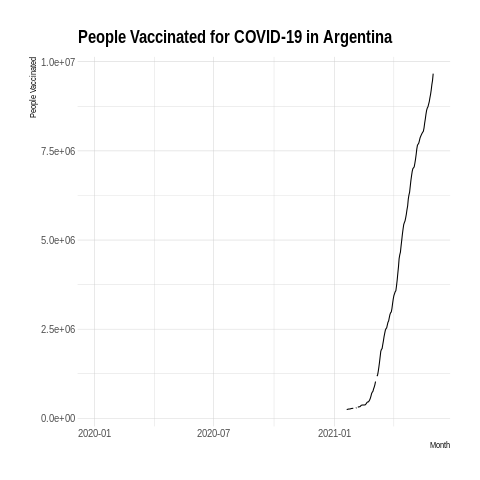 People Vaccinated for COVID-19 in Argentina
People Vaccinated
1.0e+07
7.5e+06
5.0e+06
2.5e+06
0.0e+00
2020-01
2020-07
2021-01
Month